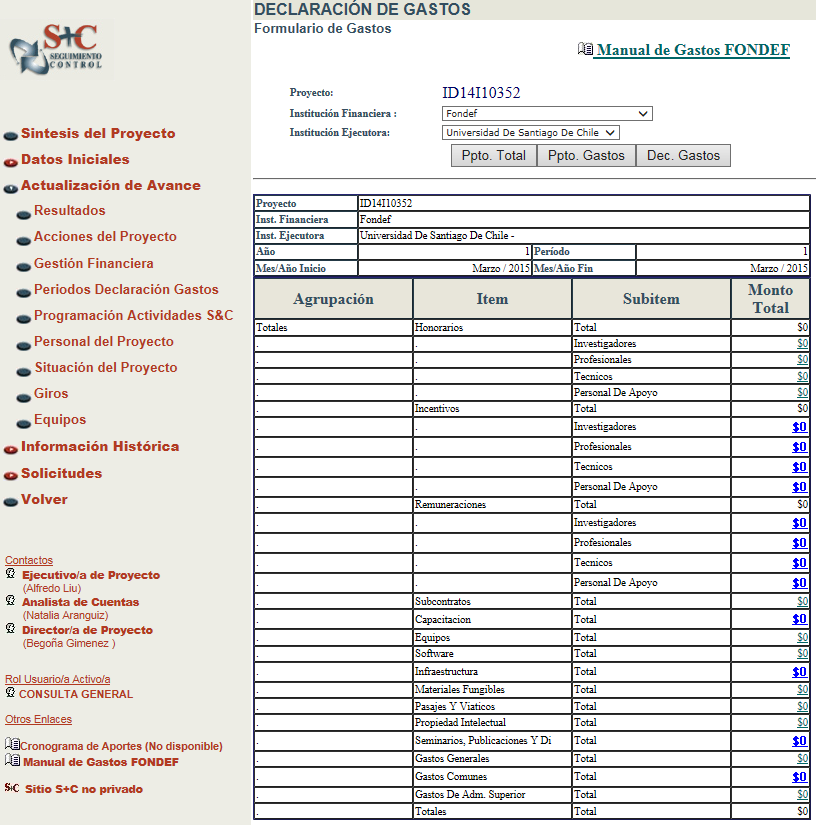 S+C
SEGUIMIENTO
CONTROL
Sintesis del Proyecto
Datos Iniciales
Actualización de Avance
Resultados
Acciones del Proyecto
Gestión Financiera
Periodos Declaración Gastos
Programación Actividades S&C
Personal del Proyecto
Situación del Proyecto
Giros
Equipos
Información Histórica
Solicitudes
Volver
Contactos
Ejecutivo/a de Proyecto
(Alfredo Liu)
Analista de Cuentas
(Natalia Aranguiz)
Director/a de Proyecto
(Begoña Gimenez )
Rol Usuario/a Activo/a
CONSULTA GENERAL
Otros Enlaces
Cronograma de Aportes (No disponible)
Manual de Gastos FONDEF
S+C Sitio S+C no privado
DECLARACIÓN DE GASTOS
Formulario de Gastos
Manual de Gastos FONDEF
Proyecto: ID14I10352
Institución Financiera : Fondef
Institución Ejecutora: Universidad De Santiago De Chile
Ppto. Total Ppto. Gastos Dec. Gastos
Proyecto ID14I10352
Inst. Financiera Fondef
Inst. Ejecutora Universidad De Santiago De Chile -
Año 1 Período 1
Mes/Año Inicio Marzo / 2015 Mes/Año Fin Marzo / 2015
Agrupación Item Subitem Monto Total
Totales Honorarios Total $0
. . Investigadores $0
. . Profesionales $0
. . Tecnicos $0
. . Personal De Apoyo $0
. Incentivos Total $0
. . Investigadores $0
. . Profesionales $0
. . Tecnicos $0
. . Personal De Apoyo $0
. Remuneraciones Total $0
. . Investigadores $0
. . Profesionales $0
. . Tecnicos $0
. . Personal De Apoyo $0
. Subcontratos Total $0
. Capacitacion Total $0
. Equipos Total $0
. Software Total $0
. Infraestructura Total $0
. Materiales Fungibles Total $0
. Pasajes Y Viaticos Total $0
. Propiedad Intelectual Total $0
. Seminarios, Publicaciones Y Di Total $0
. Gastos Generales Total $0
. Gastos Comunes Total $0
. Gastos De Adm. Superior Total $0
. Totales Total $0